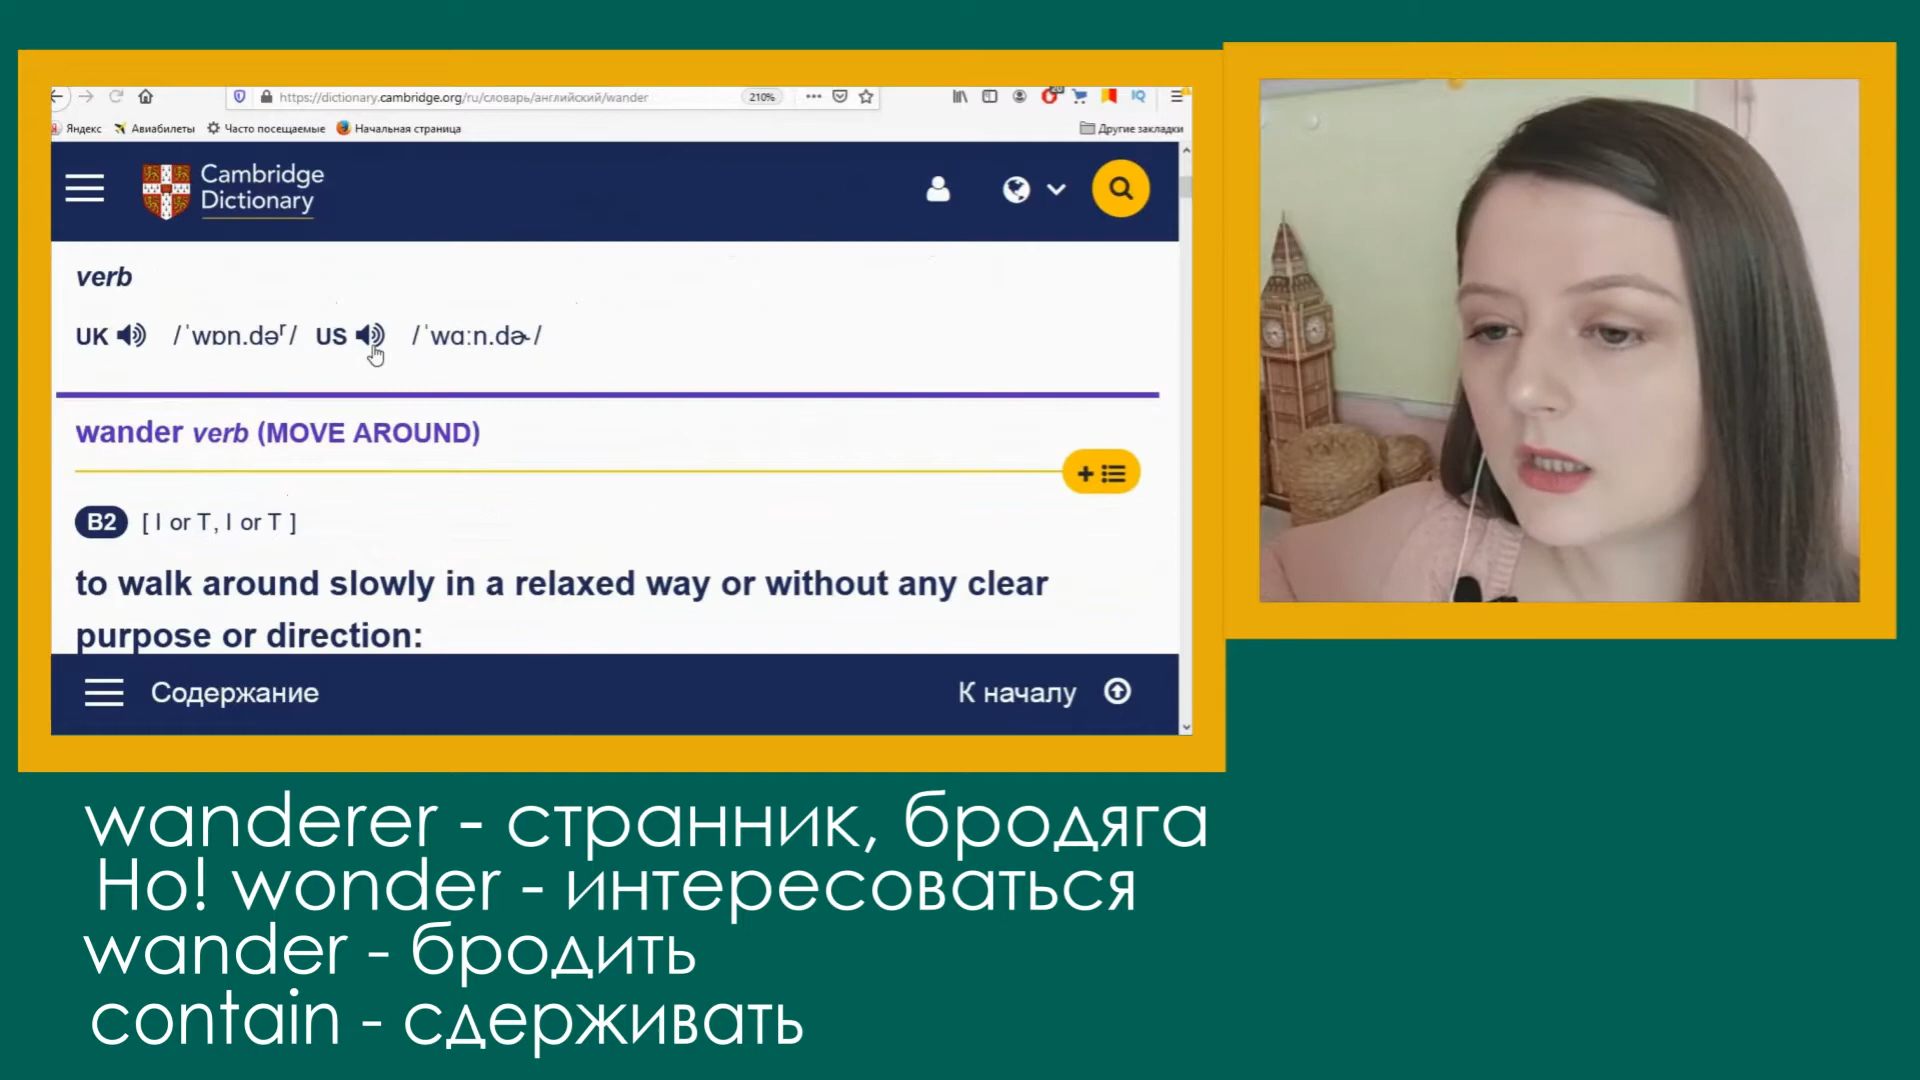 https://dictionary.cambridge.org/ru/словарь/английский/wander
210%
Яндекс Авиабилеты Часто посещаемые Начальная страница Другие закладки
Cambridge
Dictionary
verb
UK /ˈwɒn.dəʳ/ US /ˈwɑːn.dɚ/
wander verb (MOVE AROUND)
B2 [ I or T, I or T ]
to walk around slowly in a relaxed way or without any clear
purpose or direction:
Содержание К началу
wanderer - странник, бродяга
Но! wonder - интересоваться
wander - бродить
contain - сдерживать